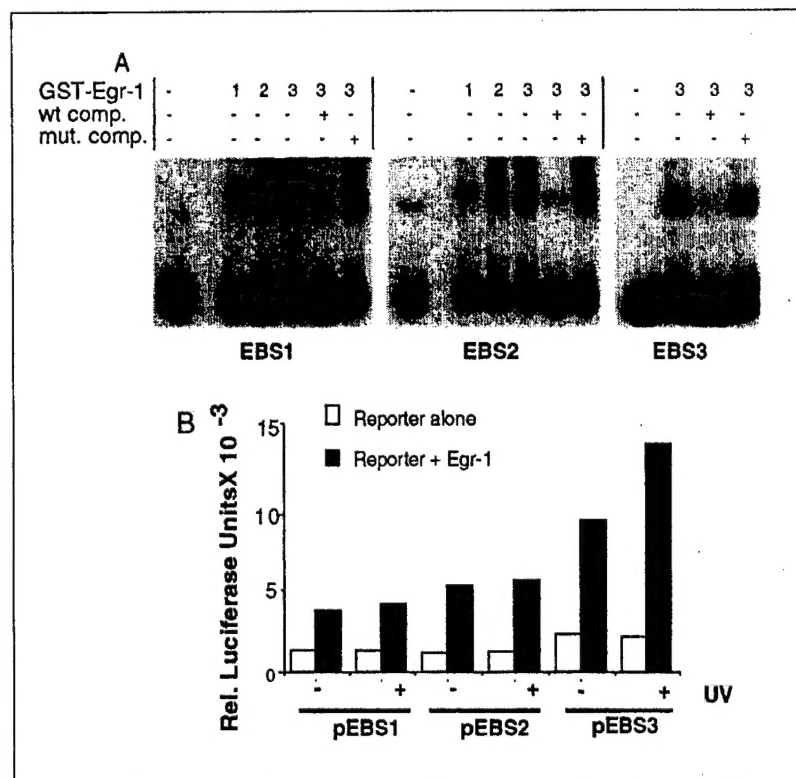 A
GST-Egr-1 - 1 2 3 3 3 - 1 2 3 3 3 - 3 3 3
wt comp. - - - - + - - - - + - - +
mut. comp. - - - - - + - - - - - + - - - +
EBS1 EBS2 EBS3
B
Rel. Luciferase UnitsX 10 -3
15
10
5
0
Reporter alone
Reporter + Egr-1
- + - + - + UV
pEBS1 pEBS2 pEBS3